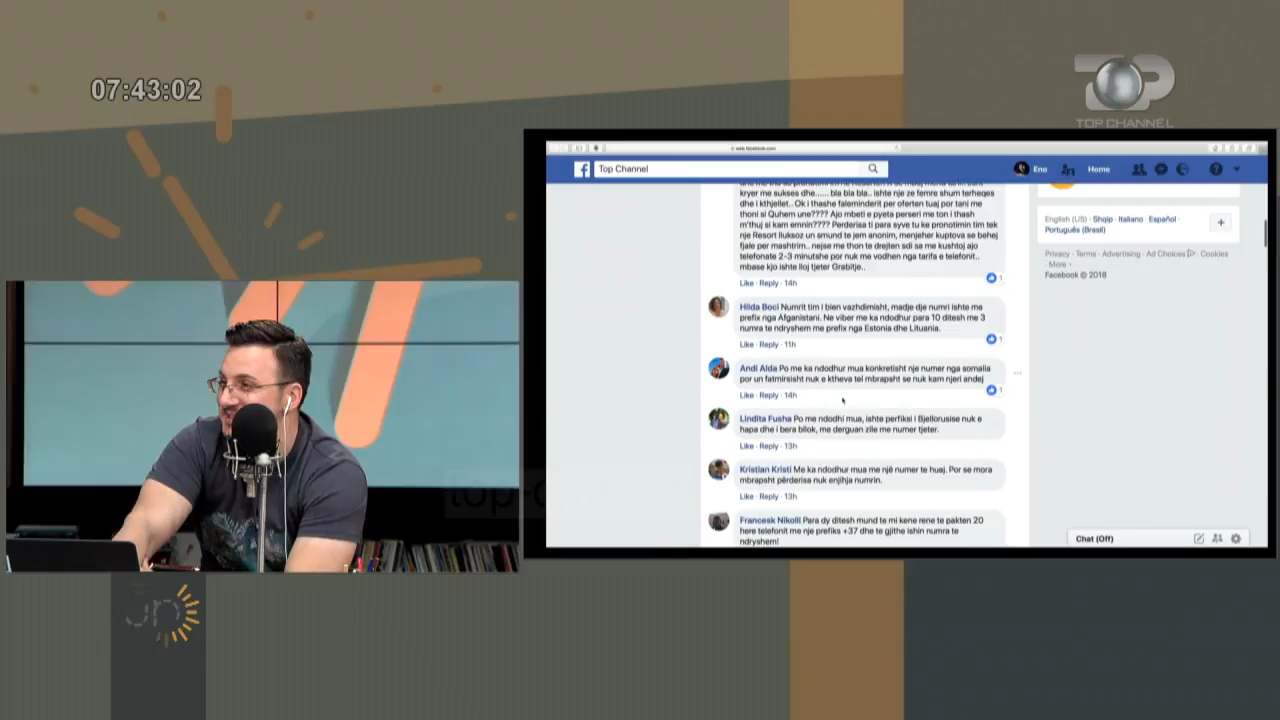 07:43:02
TOP CHANNEL
web.facebook.com
Top Channel
Eno
Home
kryer me sukses dhe...... bla bla bla.. ishte nje ze femre shum terheqes
dhe i kthjellet.. Ok i thashe faleminderit per oferten tuaj por tani me
thoni si Quhem une???? Ajo mbeti e pyeta perseri me ton i thash
m'thuj si kam emnin???? Perderisa ti para syve tu ke pronotimin tim tek
nje Resort lluksoz un smund te jem anonim, menjeher kuptova se behej
fjale per mashtrim.. nejse me thon te drejten sdi sa me kushtoj ajo
telefonate 2-3 minutshe por nuk me vodhen nga tarifa e telefonit..
mbase kjo ishte lloj tjeter Grabitje..
1
Like · Reply · 14h
Hilda Boci Numrit tim i bien vazhdimisht, madje dje numri ishte me
prefix nga Afganistani. Ne viber me ka ndodhur para 10 ditesh me 3
numra te ndryshem me prefix nga Estonia dhe Lituania.
1
Like · Reply · 11h
Andi Alda Po me ka ndodhur mua konkretisht nje numer nga somalia
por un fatmirsisht nuk e ktheva tel mbrapsht se nuk kam njeri andej
1
Like · Reply · 14h
Lindita Fusha Po me ndodhi mua, ishte perfiksi i Bjellorusise nuk e
hapa dhe i bera bllok, me derguan zile me numer tjeter.
Like · Reply · 13h
Kristian Kristi Me ka ndodhur mua me një numer te huaj. Por se mora
mbrapsht përderisa nuk enjihja numrin.
Like · Reply · 13h
Francesk Nikolli Para dy ditesh mund te mi kene rene te pakten 20
here telefonit me nje prefiks +37 dhe te gjithe ishin numra te
ndryshem!
English (US) · Shqip · Italiano · Español ·
Português (Brasil)
Privacy · Terms · Advertising · Ad Choices · Cookies
· More
Facebook © 2018
Chat (Off)